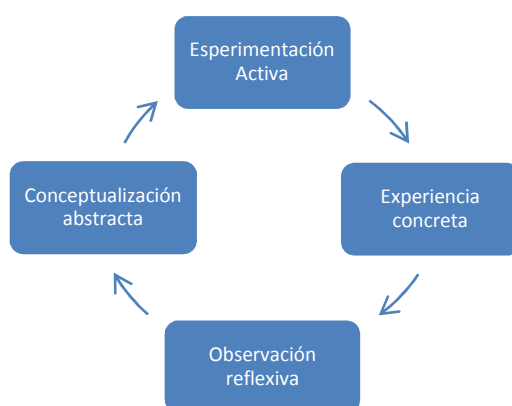 Esperimentación
Activa
Conceptualización
abstracta
Experiencia
concreta
Observación
reflexiva